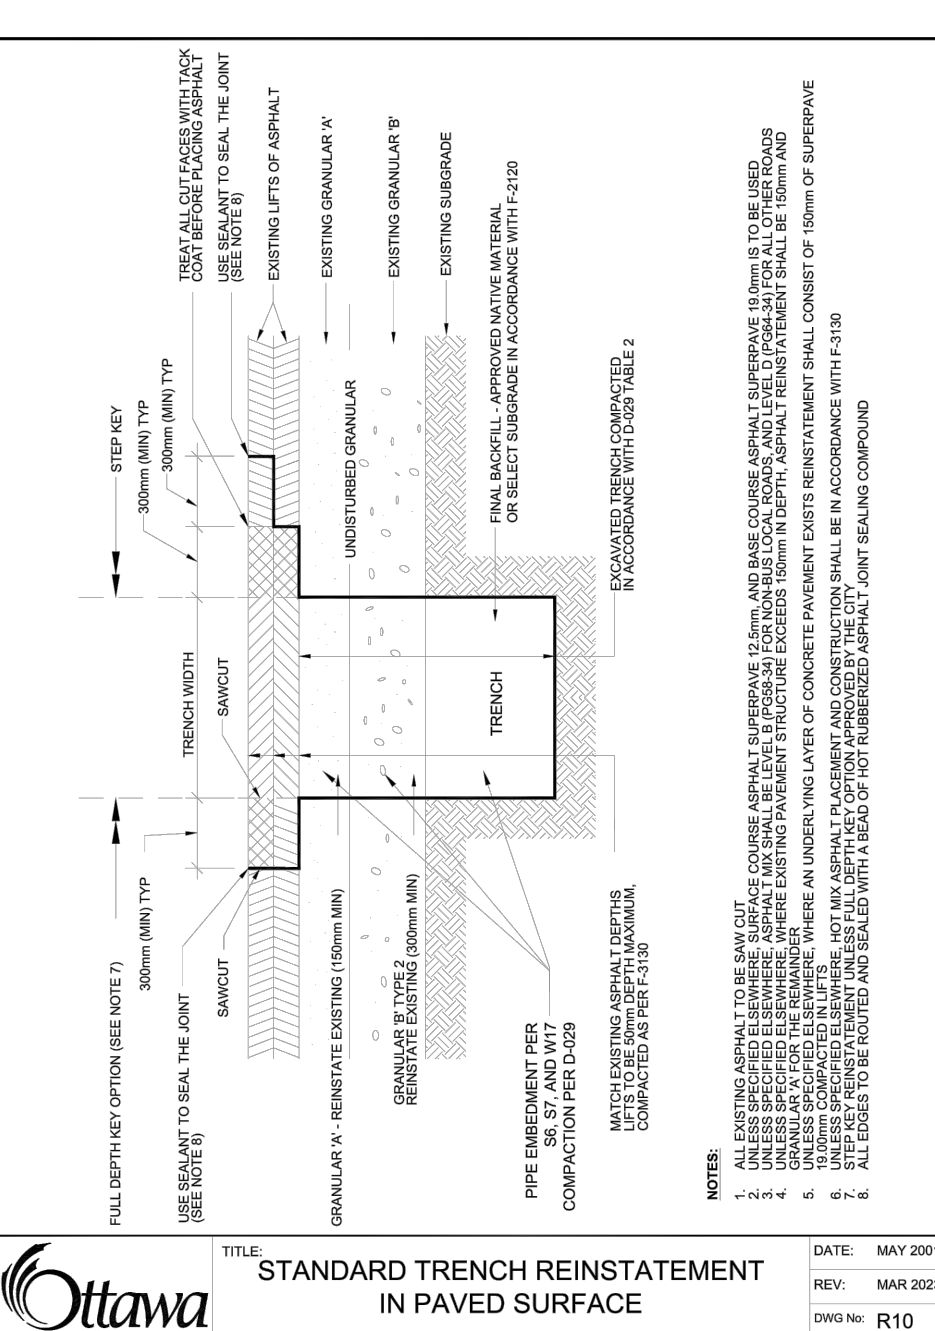 TREAT ALL CUT FACES WITH TACK
COAT BEFORE PLACING ASPHALT
USE SEALANT TO SEAL THE JOINT
(SEE NOTE 8)
EXISTING LIFTS OF ASPHALT
EXISTING GRANULAR 'A'
EXISTING GRANULAR 'B'
EXISTING SUBGRADE
FINAL BACKFILL - APPROVED NATIVE MATERIAL
OR SELECT SUBGRADE IN ACCORDANCE WITH F-2120
EXCAVATED TRENCH COMPACTED
IN ACCORDANCE WITH D-029 TABLE 2
STEP KEY
300mm (MIN) TYP
300mm (MIN) TYP
UNDISTURBED GRANULAR
TRENCH WIDTH
SAWCUT
TRENCH
FULL DEPTH KEY OPTION (SEE NOTE 7)
300mm (MIN) TYP
USE SEALANT TO SEAL THE JOINT
(SEE NOTE 8)
SAWCUT
GRANULAR 'A' - REINSTATE EXISTING (150mm MIN)
GRANULAR 'B' TYPE 2
REINSTATE EXISTING (300mm MIN)
PIPE EMBEDMENT PER
S6, S7, AND W17
COMPACTION PER D-029
MATCH EXISTING ASPHALT DEPTHS
LIFTS TO BE 50mm DEPTH MAXIMUM,
COMPACTED AS PER F-3130
NOTES:
1. ALL EXISTING ASPHALT TO BE SAW CUT
2. UNLESS SPECIFIED ELSEWHERE, SURFACE COURSE ASPHALT SUPERPAVE 12.5mm, AND BASE COURSE ASPHALT SUPERPAVE 19.0mm IS TO BE USED
3. UNLESS SPECIFIED ELSEWHERE, ASPHALT MIX SHALL BE LEVEL B (PG58-34) FOR NON-BUS LOCAL ROADS, AND LEVEL D (PG64-34) FOR ALL OTHER ROADS
4. UNLESS SPECIFIED ELSEWHERE, WHERE EXISTING PAVEMENT STRUCTURE EXCEEDS 150mm IN DEPTH, ASPHALT REINSTATEMENT SHALL BE 150mm AND
GRANULAR 'A' FOR THE REMAINDER
5. UNLESS SPECIFIED ELSEWHERE, WHERE AN UNDERLYING LAYER OF CONCRETE PAVEMENT EXISTS REINSTATEMENT SHALL CONSIST OF 150mm OF SUPERPAVE
19.00mm COMPACTED IN LIFTS
6. UNLESS SPECIFIED ELSEWHERE, HOT MIX ASPHALT PLACEMENT AND CONSTRUCTION SHALL BE IN ACCORDANCE WITH F-3130
7. STEP KEY REINSTATEMENT UNLESS FULL DEPTH KEY OPTION APPROVED BY THE CITY
8. ALL EDGES TO BE ROUTED AND SEALED WITH A BEAD OF HOT RUBBERIZED ASPHALT JOINT SEALING COMPOUND
Ottawa
TITLE:
STANDARD TRENCH REINSTATEMENT
IN PAVED SURFACE
DATE: MAY
REV: MAR
DWG No: R10